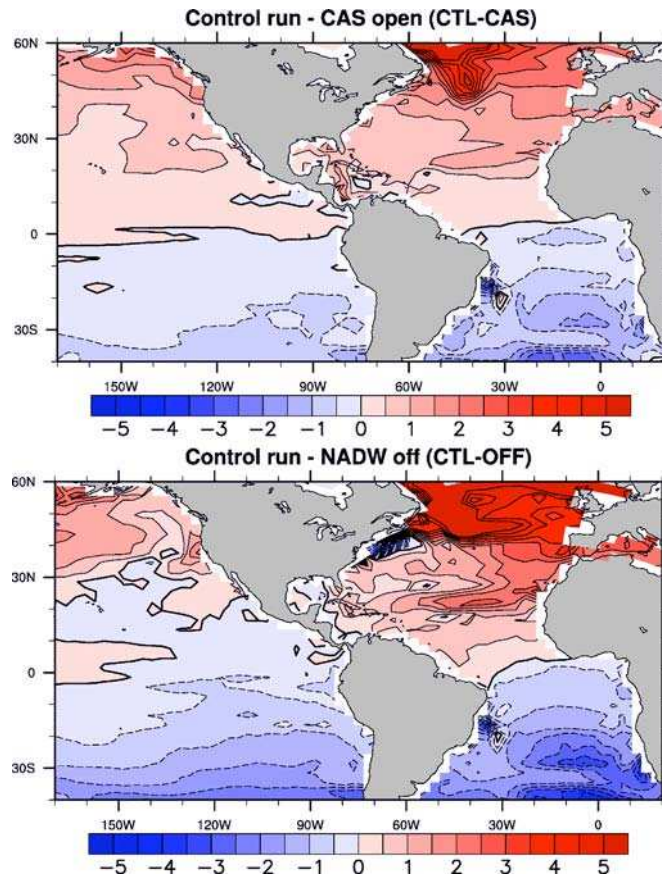 Control run - CAS open (CTL-CAS)
60N
30N
0
30S
150W 120W 90W 60W 30W 0
−5 −4 −3 −2 −1 0 1 2 3 4 5
Control run - NADW off (CTL-OFF)
60N
30N
0
30S
150W 120W 90W 60W 30W 0
−5 −4 −3 −2 −1 0 1 2 3 4 5